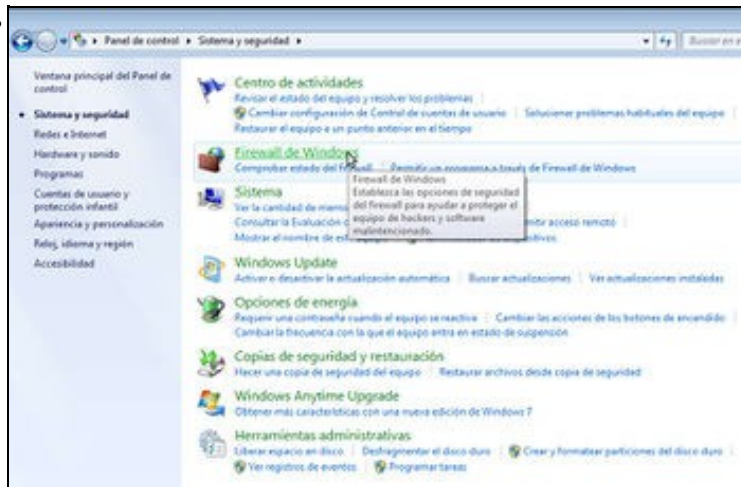 Panel de control ▸ Sistema y seguridad ▸
Buscar en e
Ventana principal del Panel de
control
Sistema y seguridad
Redes e Internet
Hardware y sonido
Programas
Cuentas de usuario y
protección infantil
Apariencia y personalización
Reloj, idioma y región
Accesibilidad
Centro de actividades
Revisar el estado del equipo y resolver los problemas
Cambiar configuración de Control de cuentas de usuario Solucionar problemas habituales del equipo
Restaurar el equipo a un punto anterior en el tiempo
Firewall de Windows
Comprobar estado del firewall Permitir un programa a través de Firewall de Windows
Firewall de Windows
Establezca las opciones de seguridad
del firewall para ayudar a proteger el
equipo de hackers y software
malintencionado.
Sistema
Ver la cantidad de
Consultar la Evaluación acceso remoto
Mostrar el nombre de
Windows Update
Activar o desactivar la actualización automática Buscar actualizaciones Ver actualizaciones instaladas
Opciones de energía
Requerir una contraseña cuando el equipo se reactive Cambiar las acciones de los botones de encendido
Cambiar la frecuencia con la que el equipo entra en estado de suspensión
Copias de seguridad y restauración
Hacer una copia de seguridad del equipo Restaurar archivos desde copia de seguridad
Windows Anytime Upgrade
Obtener más características con una nueva edición de Windows 7
Herramientas administrativas
Liberar espacio en disco Desfragmentar el disco duro Crear y formatear particiones del disco duro
Ver registros de eventos Programar tareas